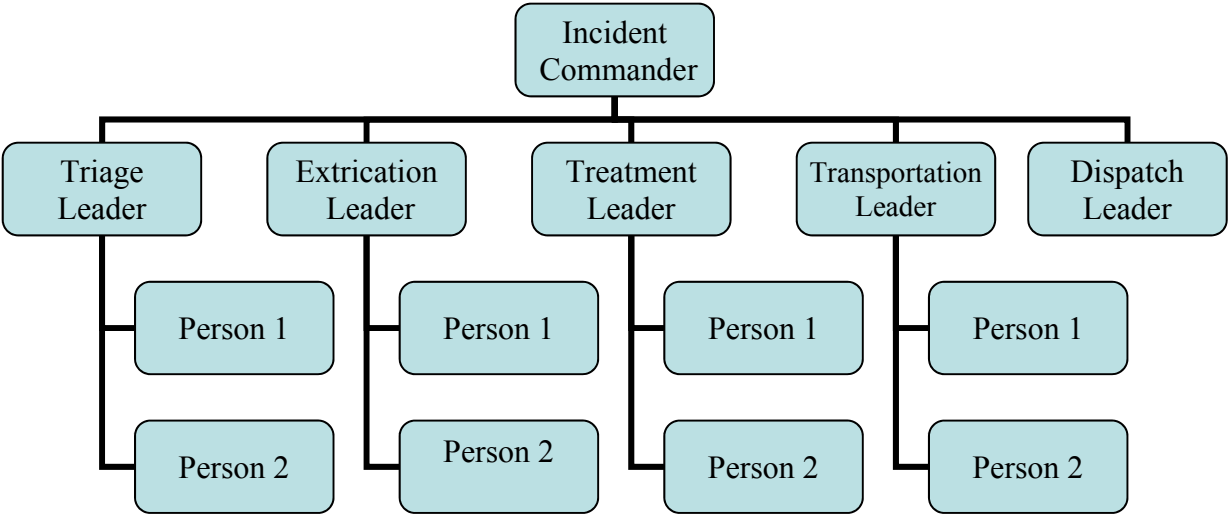 Incident
Commander
Triage
Leader
Extrication
Leader
Treatment
Leader
Transportation
Leader
Dispatch
Leader
Person 1
Person 1
Person 1
Person 1
Person 2
Person 2
Person 2
Person 2